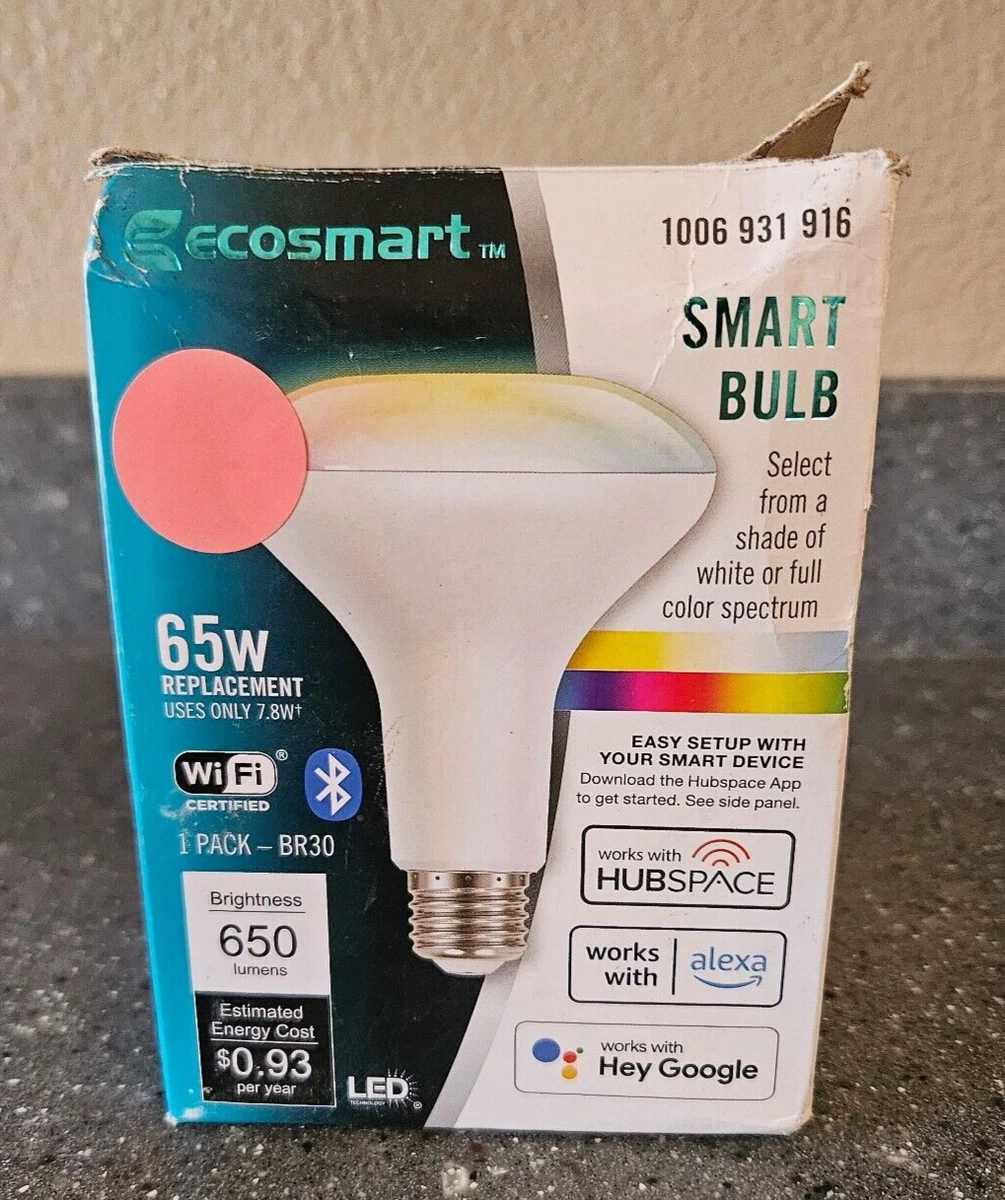 ecosmart TM
1006 931 916
SMART
BULB
Select
from a
shade of
white or full
color spectrum
65W
REPLACEMENT
USES ONLY 7.8W†
WiFi ®
CERTIFIED
1 PACK – BR30
Brightness
650
lumens
Estimated
Energy Cost
$0.93
per year
LED
TECHNOLOGY ®
EASY SETUP WITH
YOUR SMART DEVICE
Download the Hubspace App
to get started. See side panel.
works with
HUBSPACE
works
with
alexa
works with
Hey Google